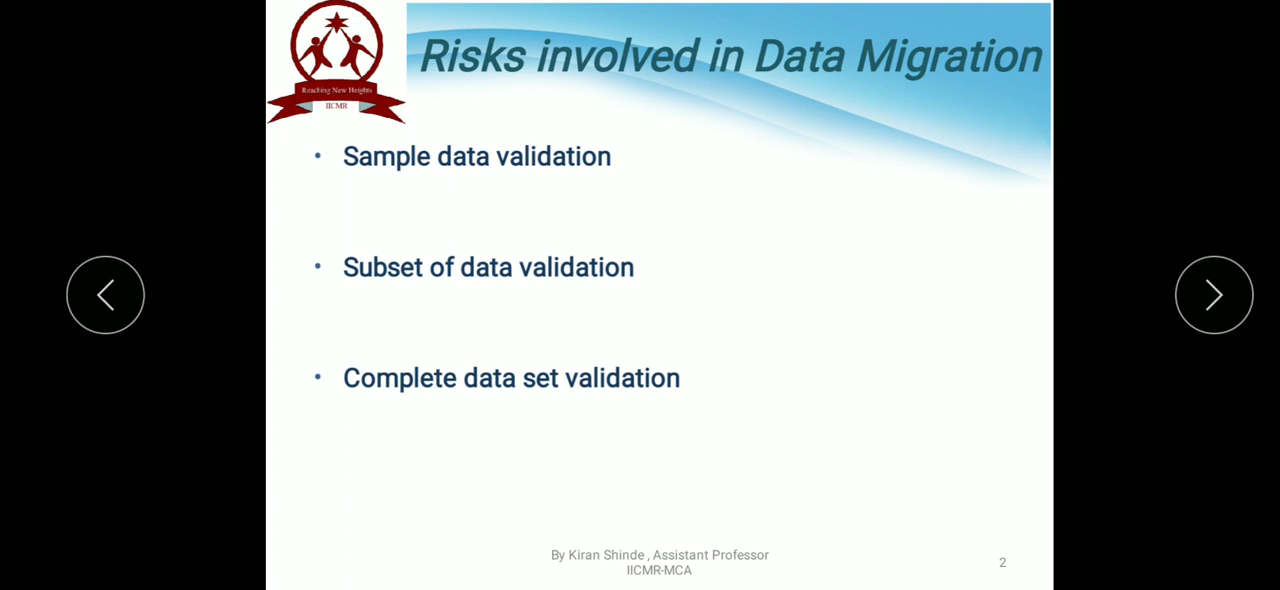 Reaching New Heights
IICMR
Risks involved in Data Migration
• Sample data validation
• Subset of data validation
• Complete data set validation
By Kiran Shinde , Assistant Professor
IICMR-MCA
2